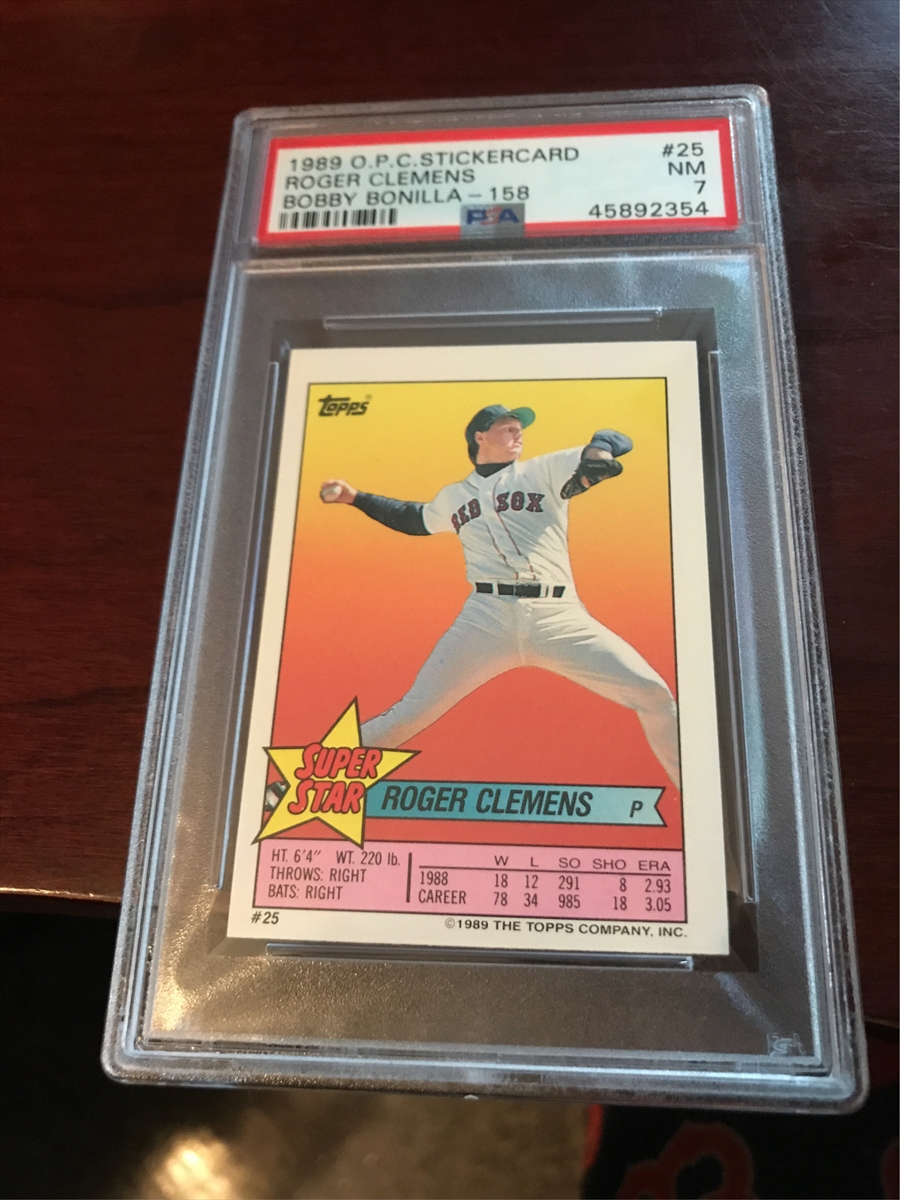 1989 O.P.C.STICKERCARD #25
ROGER CLEMENS NM
BOBBY BONILLA - 158 7
PSA 45892354
Topps
RED SOX
SUPER
STAR
ROGER CLEMENS P
HT. 6'4" WT. 220 lb.
THROWS: RIGHT
BATS: RIGHT
W L SO SHO ERA
1988 18 12 291 8 2.93
CAREER 78 34 985 18 3.05
#25
©1989 THE TOPPS COMPANY, INC.